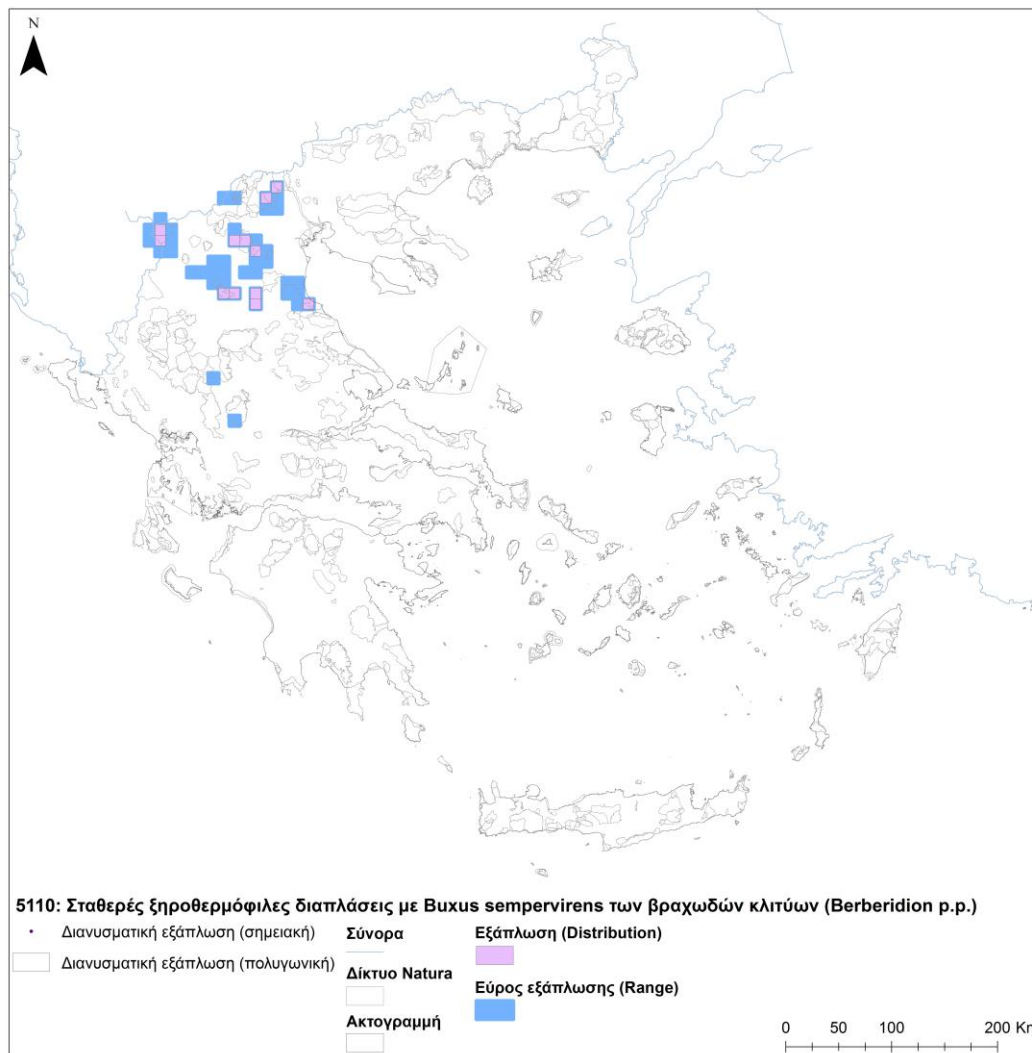 N
5110: Σταθερές ξηροθερμόφιλες διαπλάσεις με Buxus sempervirens των βραχωδών κλιτύων (Berberidion p.p.)
Διανυσματική εξάπλωση (σημειακή)
Διανυσματική εξάπλωση (πολυγωνική)
Σύνορα
Δίκτυο Natura
Ακτογραμμή
Εξάπλωση (Distribution)
Εύρος εξάπλωσης (Range)
0 50 100 200 Km